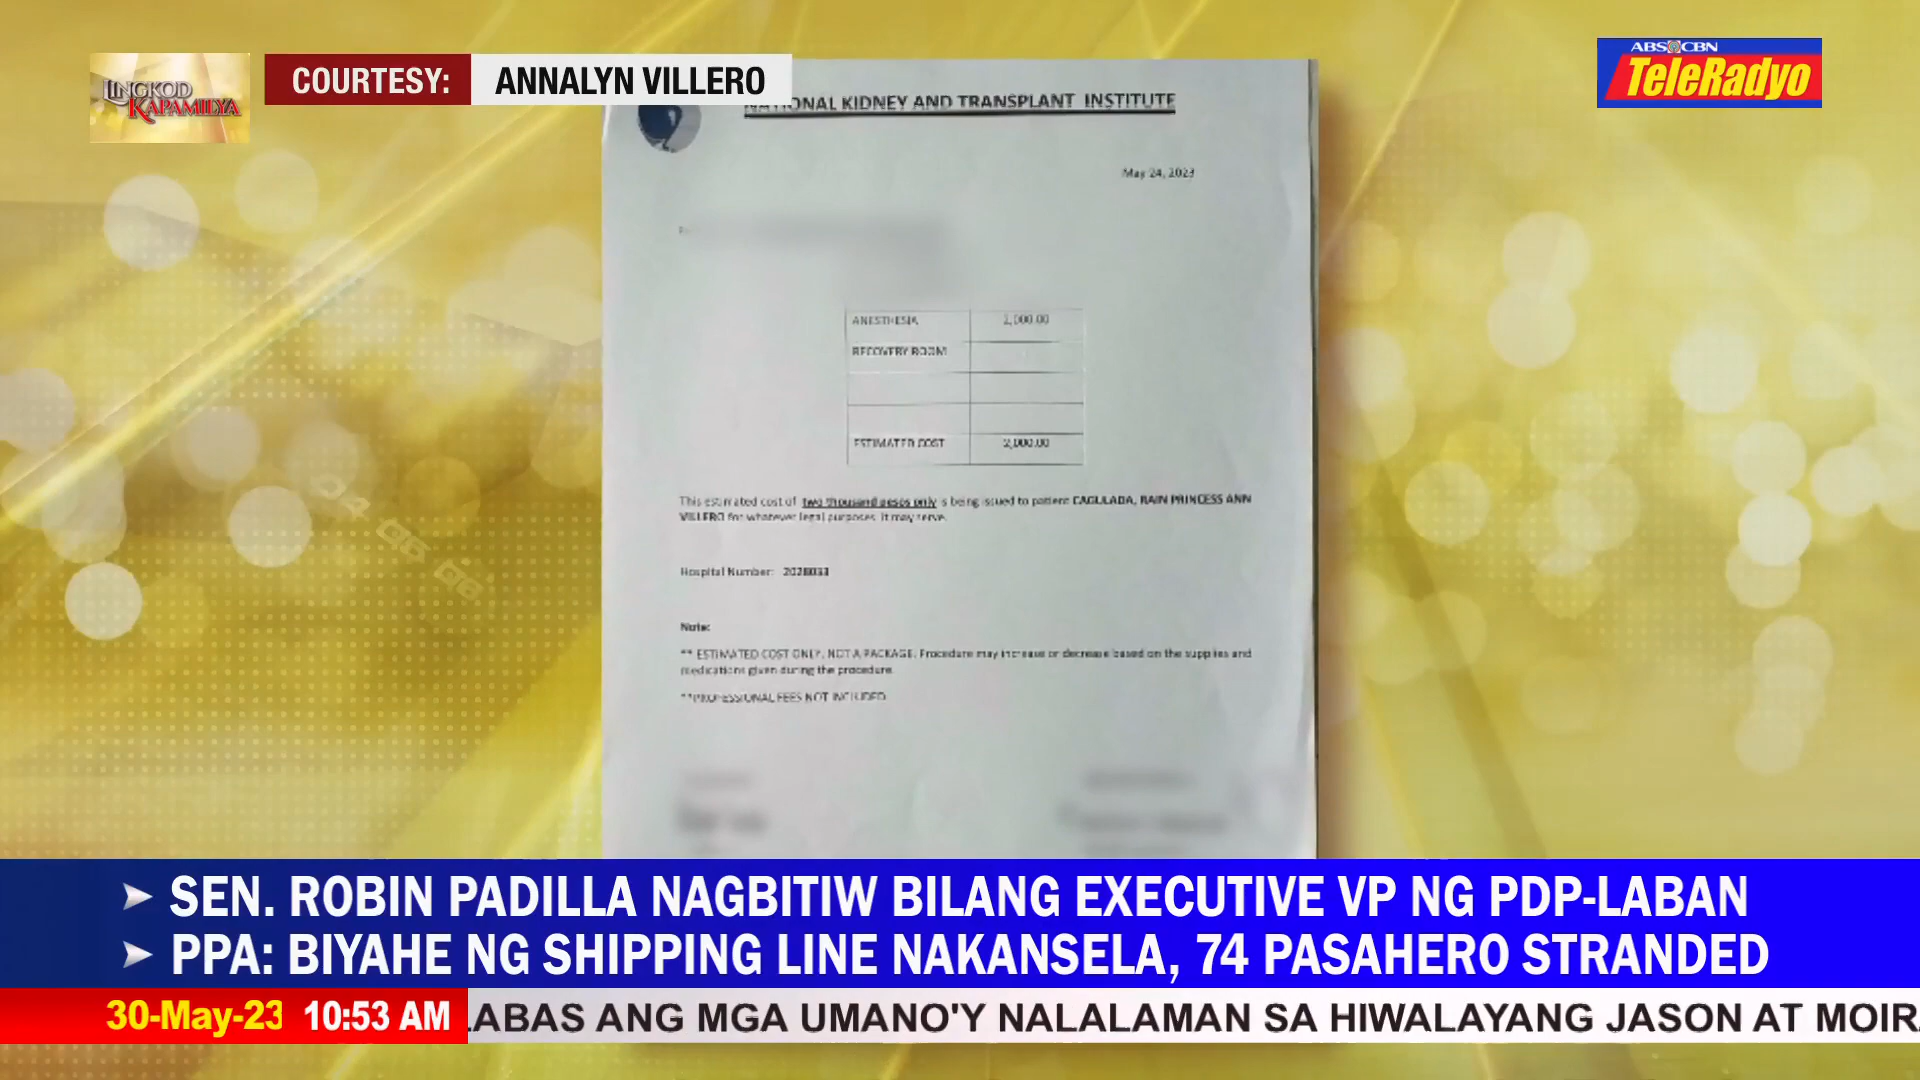 LINGKOD
KAPAMILYA
COURTESY: ANNALYN VILLERO
ABS-CBN
TeleRadyo
NATIONAL KIDNEY AND TRANSPLANT INSTITUTE
May 24, 2023
ANESTHESIA 2,000.00
RECOVERY ROOM
ESTIMATED COST 2,000.00
This estimated cost of two thousand pesos only is being issued to patient CAGULADA, RAIN PRINCESS ANN
VILLERO for whatever legal purposes it may serve.
Hospital Number: 2028033
Note:
** ESTIMATED COST ONLY. NOT A PACKAGE. Procedure may increase or decrease based on the supplies and
medications given during the procedure.
**PROFESSIONAL FEES NOT INCLUDED
SEN. ROBIN PADILLA NAGBITIW BILANG EXECUTIVE VP NG PDP-LABAN
PPA: BIYAHE NG SHIPPING LINE NAKANSELA, 74 PASAHERO STRANDED
30-May-23 10:53 AM LABAS ANG MGA UMANO'Y NALALAMAN SA HIWALAYANG JASON AT MOIRA